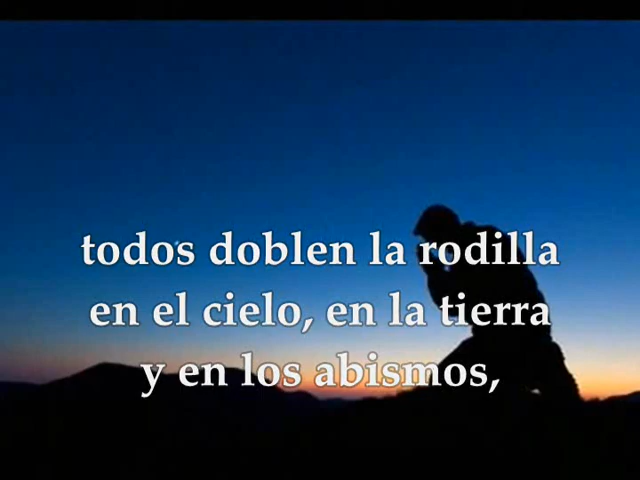 todos doblen la rodilla
en el cielo, en la tierra
y en los abismos,